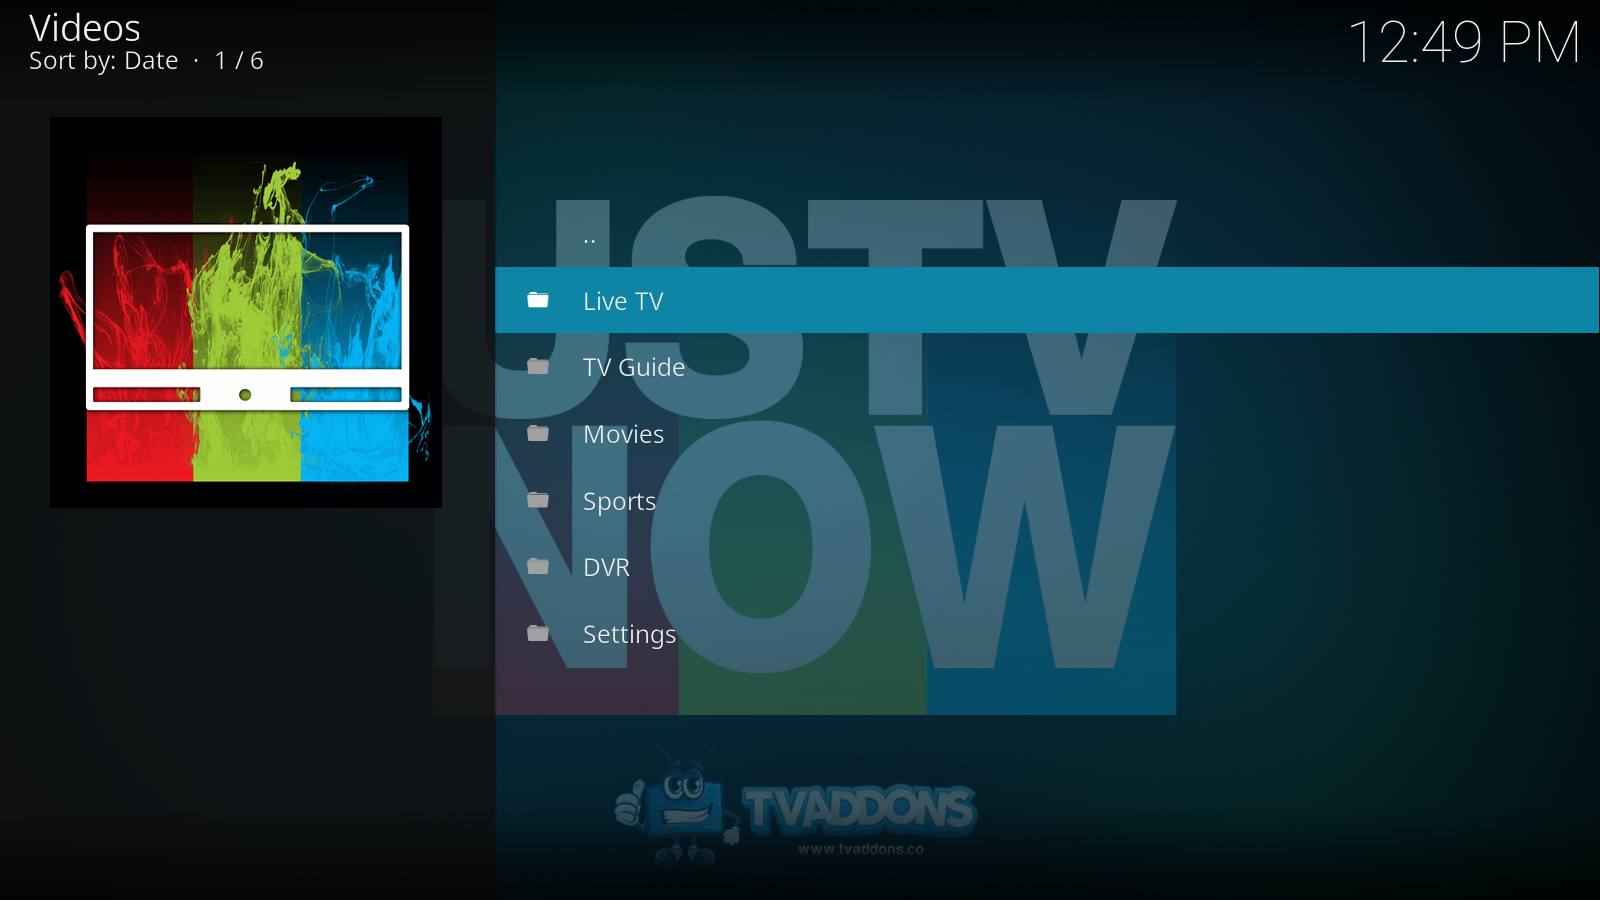 Videos
Sort by: Date · 1 / 6
12:49 PM
..
Live TV
TV Guide
Movies
Sports
DVR
Settings
USTV
NOW
TVADDONS
www.tvaddons.co